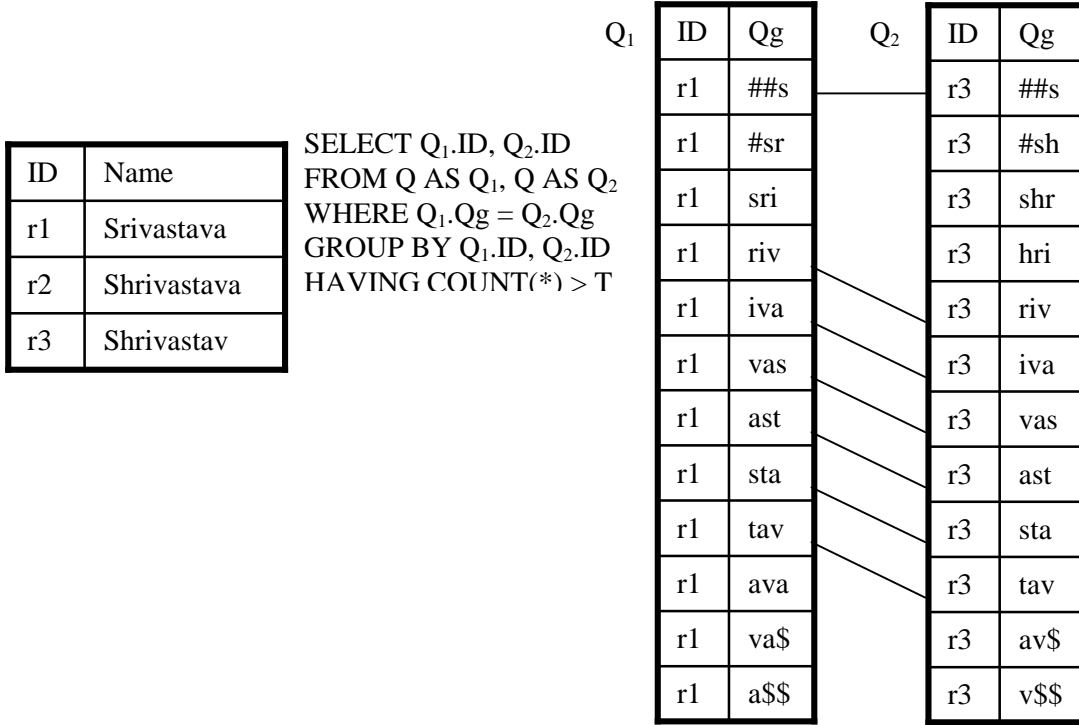 ID Name
r1 Srivastava
r2 Shrivastava
r3 Shrivastav
SELECT Q₁.ID, Q₂.ID
FROM Q AS Q₁, Q AS Q₂
WHERE Q₁.Qg = Q₂.Qg
GROUP BY Q₁.ID, Q₂.ID
HAVING COUNT(*) > T
Q₁
ID Qg
r1 ##s
r1 #sr
r1 sri
r1 riv
r1 iva
r1 vas
r1 ast
r1 sta
r1 tav
r1 ava
r1 va$
r1 a$$
Q₂
ID Qg
r3 ##s
r3 #sh
r3 shr
r3 hri
r3 riv
r3 iva
r3 vas
r3 ast
r3 sta
r3 tav
r3 av$
r3 v$$